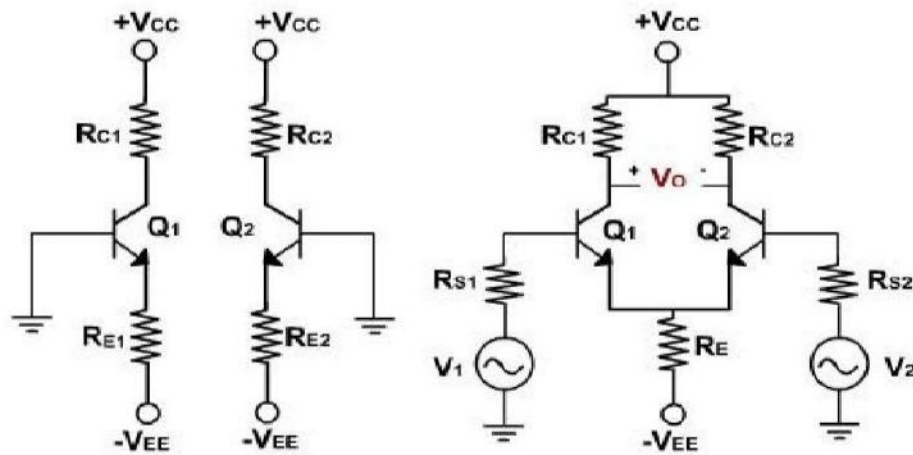 +VCC +VCC +VCC
RC1 RC2 RC1 RC2
+ VO -
Q1 Q2 Q1 Q2
RS1 RS2
RE1 RE2 RE
V1 V2
-VEE -VEE -VEE